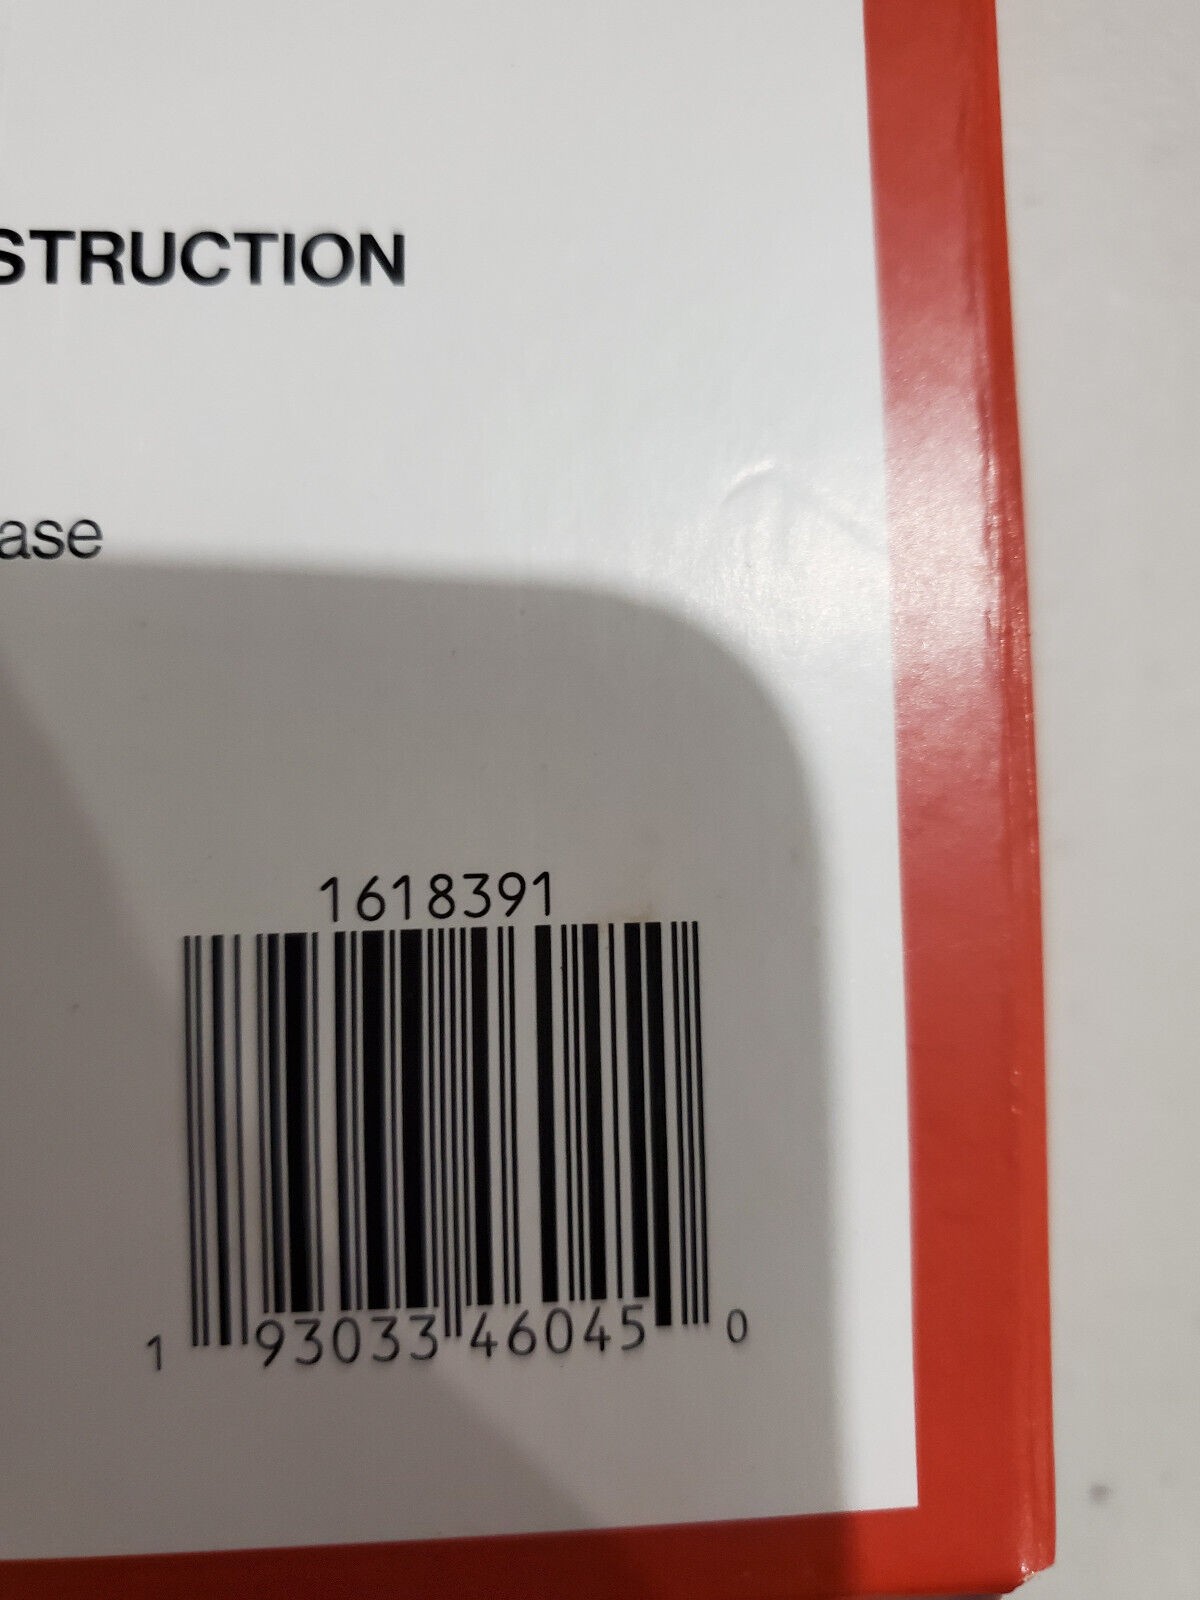 STRUCTION
ase
1618391
1 93033 46045 0